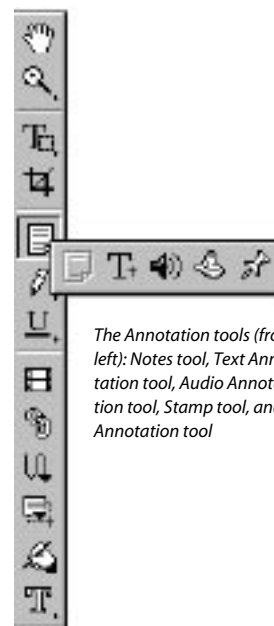 The Annotation tools (fro
left): Notes tool, Text Ann
tation tool, Audio Annota
tion tool, Stamp tool, and
Annotation tool